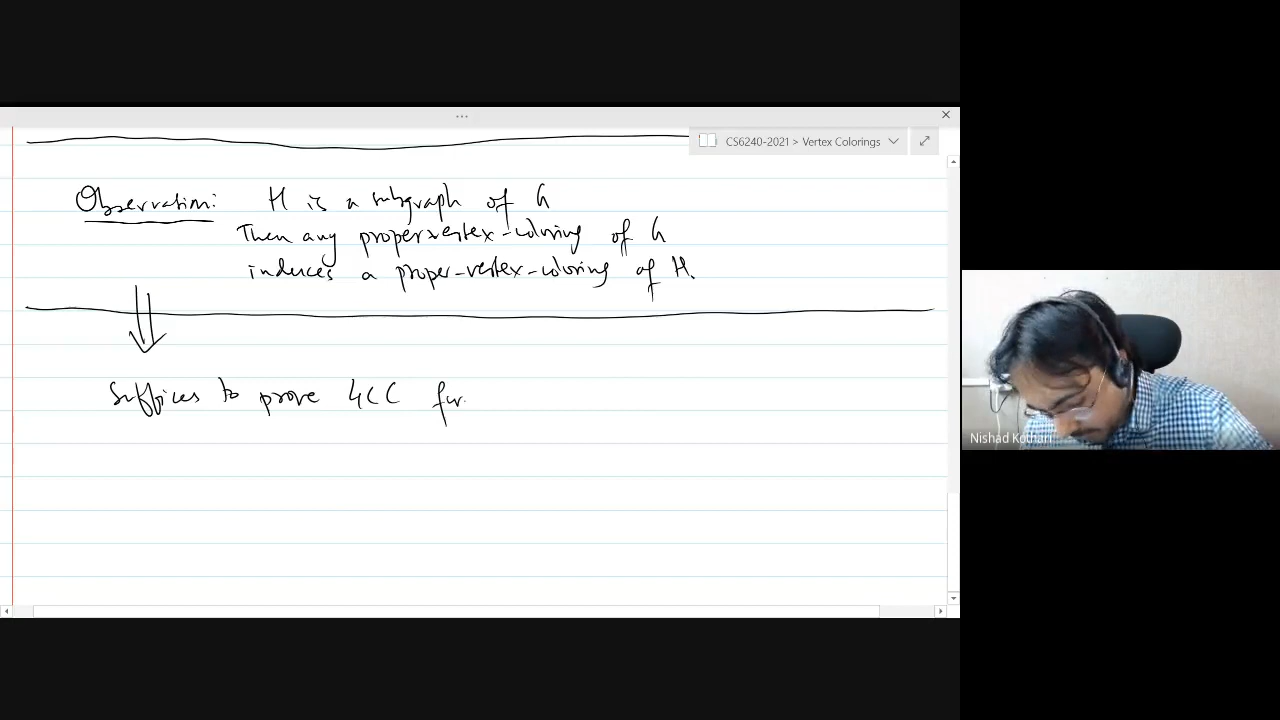 CS6240-2021 > Vertex Colorings
Observation: H is a subgraph of G
Then any proper-vertex-coloring of G
induces a proper-vertex-coloring of H.
Suffices to prove 4CC for
Nishad Kothari